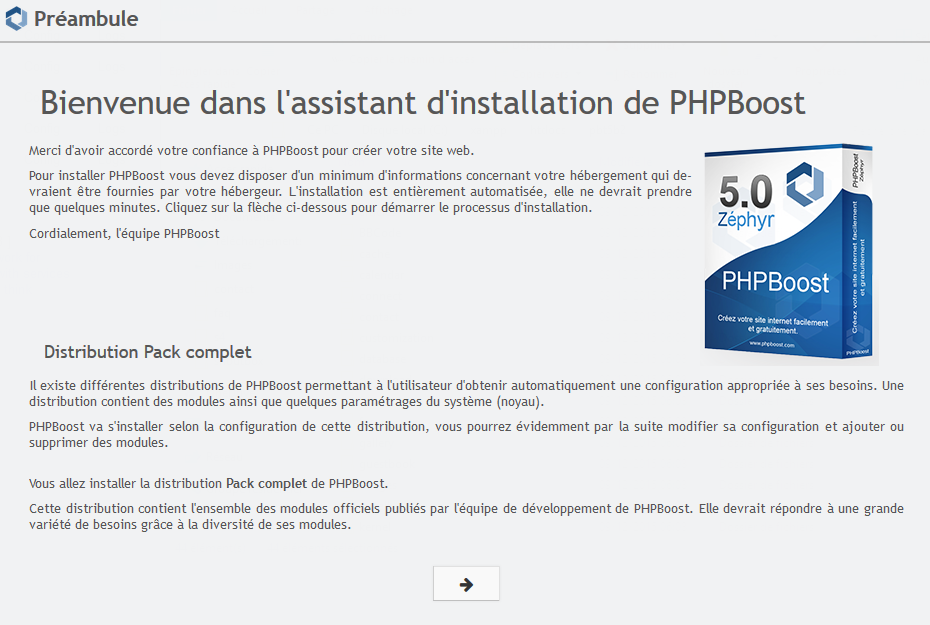 Préambule
Bienvenue dans l'assistant d'installation de PHPBoost
Merci d'avoir accordé votre confiance à PHPBoost pour créer votre site web.
Pour installer PHPBoost vous devez disposer d'un minimum d'informations concernant votre hébergement qui de-
vraient être fournies par votre hébergeur. L'installation est entièrement automatisée, elle ne devrait prendre
que quelques minutes. Cliquez sur la flèche ci-dessous pour démarrer le processus d'installation.
Cordialement, l'équipe PHPBoost
5.0
Zéphyr
PHPBoost
Créez votre site internet facilement
et gratuitement.
www.phpboost.com
PHPBoost
Zéphyr
Créez votre site internet facilement
et gratuitement
PHPBoost
Distribution Pack complet
Il existe différentes distributions de PHPBoost permettant à l'utilisateur d'obtenir automatiquement une configuration appropriée à ses besoins. Une
distribution contient des modules ainsi que quelques paramétrages du système (noyau).
PHPBoost va s'installer selon la configuration de cette distribution, vous pourrez évidemment par la suite modifier sa configuration et ajouter ou
supprimer des modules.
Vous allez installer la distribution Pack complet de PHPBoost.
Cette distribution contient l'ensemble des modules officiels publiés par l'équipe de développement de PHPBoost. Elle devrait répondre à une grande
variété de besoins grâce à la diversité de ses modules.